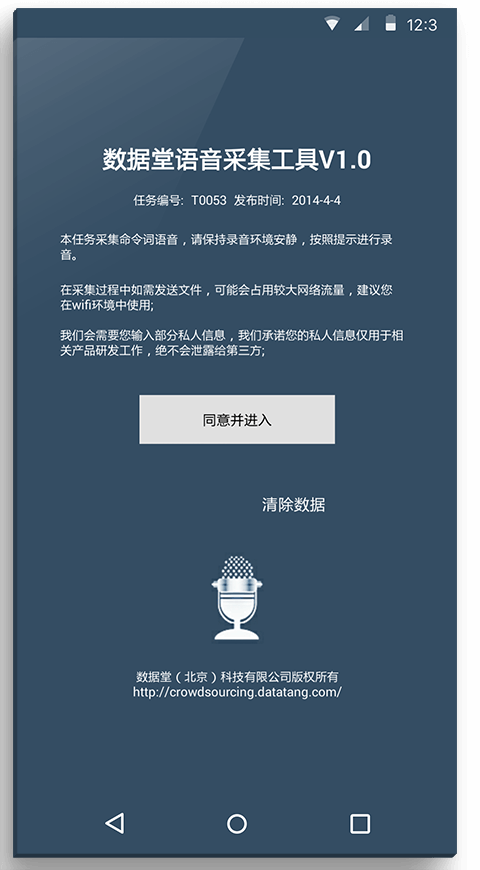 12:3
数据堂语音采集工具V1.0
任务编号: T0053 发布时间: 2014-4-4
本任务采集命令词语音，请保持录音环境安静，按照提示进行录
音。
在采集过程中如需发送文件，可能会占用较大网络流量，建议您
在wifi环境中使用;
我们会需要您输入部分私人信息，我们承诺您的私人信息仅用于相
关产品研发工作，绝不会泄露给第三方;
同意并进入
清除数据
数据堂（北京）科技有限公司版权所有
http://crowdsourcing.datatang.com/